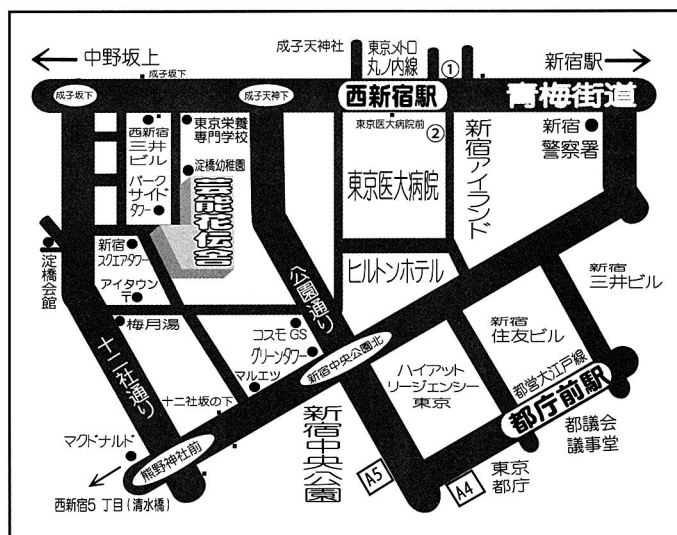 中野坂上
成子天神社
東京メトロ
丸ノ内線
①
新宿駅
成子坂下
成子坂下
成子天神下
西新宿駅
青梅街道
東京医大病院前
②
西新宿
三井
ビル
東京栄養
専門学校
新宿アイランド
新宿
警察署
淀橋幼稚園
パーク
サイド
タワー
芸能花伝舎
東京医大病院
淀橋会館
新宿
スクエアタワー
アイタウン
〒
公園通り
ヒルトンホテル
新宿
三井ビル
梅月湯
コスモGS
グリーンタワー
マルエツ
新宿中央公園北
新宿
住友ビル
十二社通り
十二社坂の下
ハイアット
リージェンシー
東京
都営大江戸線
都庁前駅
都議会
議事堂
マクドナルド
熊野神社前
新宿中央公園
A5
A4
東京
都庁
西新宿5 丁目(清水橋)